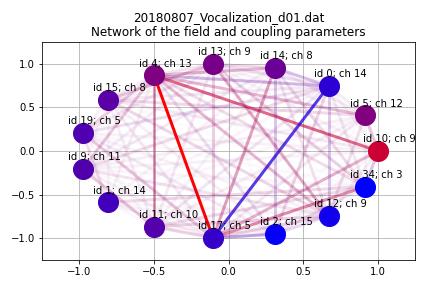 20180807_Vocalization_d01.dat
Network of the field and coupling parameters
id 13; ch 9
id 4; ch 13
id 14; ch 8
id 0; ch 14
id 15; ch 8
id 5; ch 12
id 19; ch 5
id 10; ch 9
id 9; ch 11
id 34; ch 3
id 1; ch 14
id 12; ch 9
id 11; ch 10
id 17; ch 5
id 2; ch 15
1.0
0.5
0.0
−0.5
−1.0
−1.0
−0.5
0.0
0.5
1.0